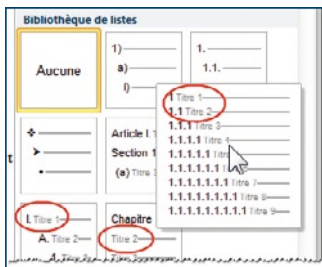 Bibliothèque de listes
Aucune
1)
a)
i)
1.
1.1.
1 Titre 1
1.1 Titre 2
1.1.1 Titre 3
1.1.1.1 Titre 4
1.1.1.1.1 Titre 5
1.1.1.1.1.1
1.1.1.1.1.1.1 Titre 7
1.1.1.1.1.1.1.1 Titre 8
1.1.1.1.1.1.1.1.1 Titre 9
Article I.
Section 1
(a) Titre
t
I. Titre 1
A. Titre 2
Chapitre
Titre 2